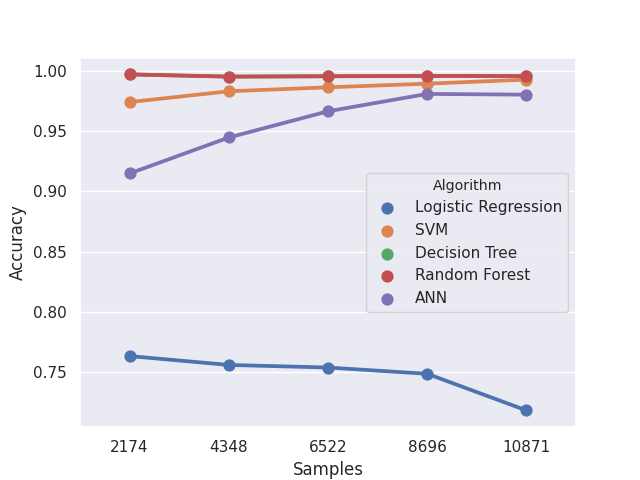 1.00
0.95
0.90
0.85
0.80
0.75
Accuracy
Algorithm
Logistic Regression
SVM
Decision Tree
Random Forest
ANN
2174 4348 6522 8696 10871
Samples